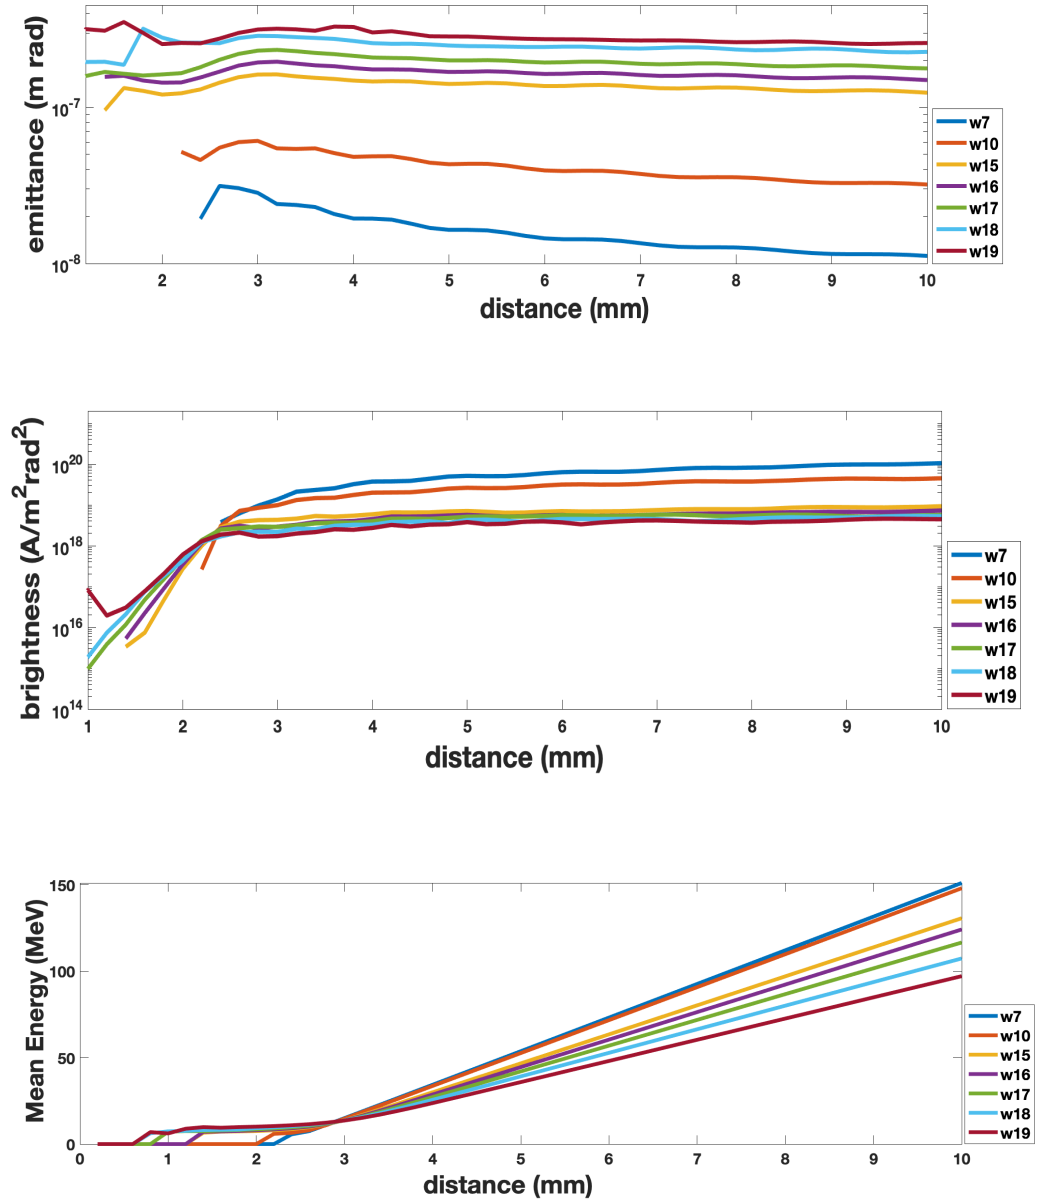 emittance (m rad)
10^-7
10^-8
2 3 4 5 6 7 8 9 10
distance (mm)
w7
w10
w15
w16
w17
w18
w19
brightness (A/m^2rad^2)
10^20
10^18
10^16
10^14
1 2 3 4 5 6 7 8 9 10
distance (mm)
w7
w10
w15
w16
w17
w18
w19
Mean Energy (MeV)
150
100
50
0
0 1 2 3 4 5 6 7 8 9 10
distance (mm)
w7
w10
w15
w16
w17
w18
w19